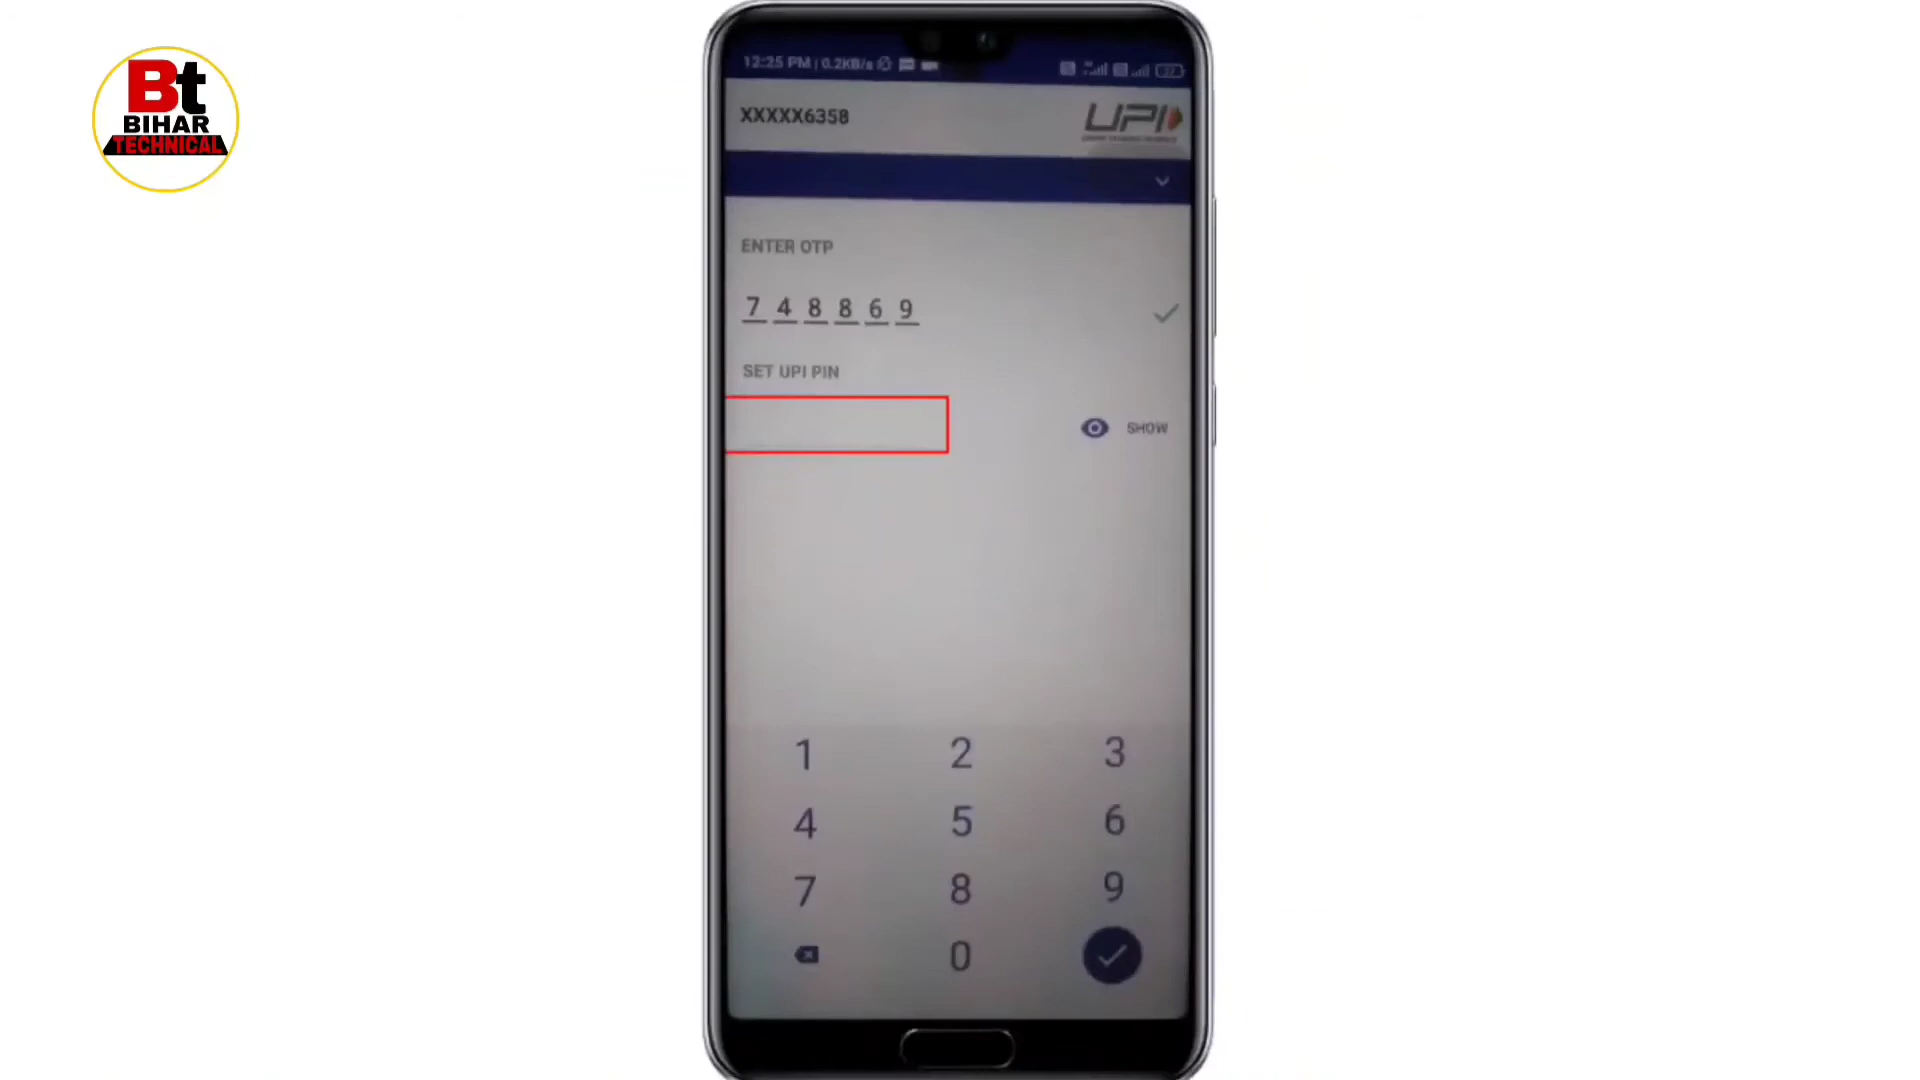 Bt
BIHAR
TECHNICAL
12:25 PM | 0.2KB/s
XXXXX6358
UPI
ENTER OTP
7 4 8 8 6 9
SET UPI PIN
SHOW
1 2 3
4 5 6
7 8 9
0